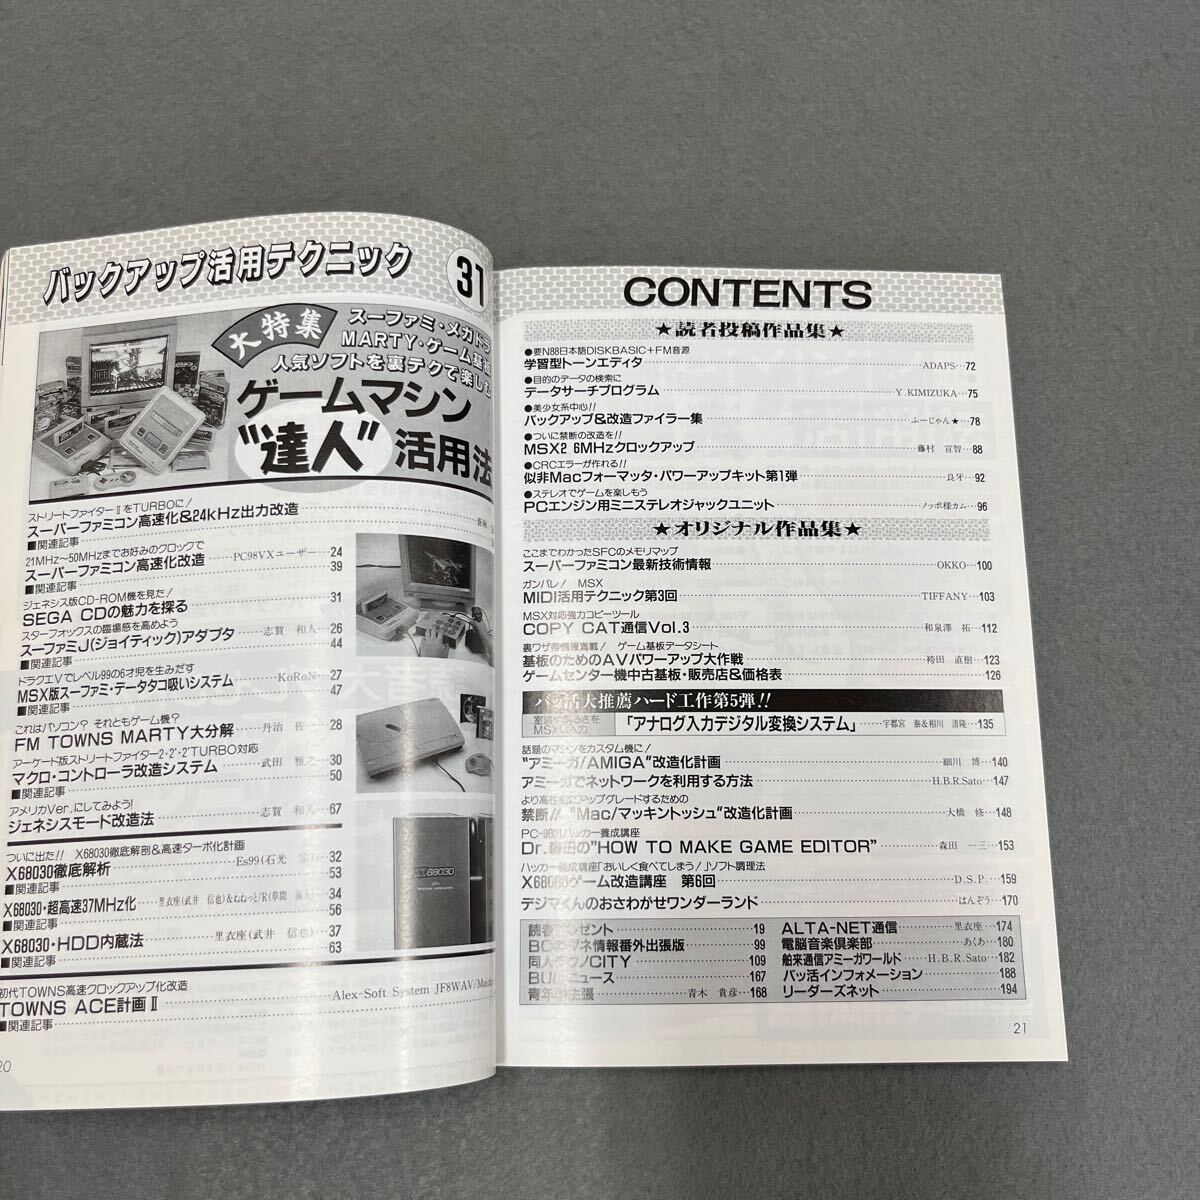 バックアップ活用テクニック 31
大特集
スーファミ・メガドラ
MARTY・ゲーム基
人気ソフトを裏テクで楽しむ
ゲームマシン
“達人”活用法
ストリートファイターⅡをTURBOに!
スーパーファミコン高速化&24kHz出力改造
■関連記事
21MHz〜50MHzまでお好みのクロックで
スーパーファミコン高速化改造 PC98VXユーザー 24
■関連記事 39
ジェネシス版CD-ROM機を見た!
SEGA CDの魅力を探る 31
スターフォックスの臨場感を高めよう
スーファミJ(ジョイティック)アダプタ 志賀 和人 26
■関連記事 44
ドラクエⅤでレベル99の6才児を生みだす
MSX版スーファミ・データタコ吸いシステム KoRoN 27
■関連記事 47
これはパソコン? それともゲーム機?
FM TOWNS MARTY大分解 丹治 佐一 28
アーケード版ストリートファイター2・2'・2'TURBO対応
マクロ・コントローラ改造システム 武田 雅之 30
■関連記事 50
アメリカVer.にしてみよう!
ジェネシスモード改造法 志賀 和人 67
ついに出た!! X68030徹底解剖&高速ターボ化計画
X68030徹底解析 Es99(石光 ) 32
■関連記事 53
X68030・超高速37MHz化 里衣座(武井 信也)&ねねっと/R(草間 ) 34
■関連記事 56
X68030・HDD内蔵法 里衣座(武井 信也) 37
■関連記事 63
初代TOWNS高速クロックアップ化改造
TOWNS ACE計画Ⅱ Alex-Soft System JF8WAV/
■関連記事
20
CONTENTS
★読者投稿作品集★
●要N88日本語DISKBASIC+FM音源
学習型トーンエディタ ADAPS 72
●目的のデータの検索に
データサーチプログラム Y.KIMIZUKA 75
●美少女系中心!!
バックアップ&改造ファイラー集 ふーじゃん★ 78
●ついに禁断の改造を!!
MSX2 6MHzクロックアップ 藤村 宣智 88
●CRCエラーが作れる!!
似非Macフォーマッタ・パワーアップキット第1弾 良牙 92
●ステレオでゲームを楽しもう
PCエンジン用ミニステレオジャックユニット ノッポ様カム 96
★オリジナル作品集★
ここまでわかったSFCのメモリマップ
スーパーファミコン最新技術情報 OKKO 100
ガンバレ! MSX
MIDI活用テクニック第3回 TIFFANY 103
MSX対応強力コピーツール
COPY CAT通信Vol.3 和泉澤 拓 112
裏ワザ得情報満載! ゲーム基板データシート
基板のためのAVパワーアップ大作戦 袴田 直樹 123
ゲームセンター機中古基板・販売店&価格表 126
バッ活大推薦ハード工作第5弾!!
「アナログ入力デジタル変換システム」 宇都宮 泰&相川 清隆 135
話題のマシンをカスタム機に!
“アミーガ/AMIGA”改造化計画 細川 博 140
アミーガでネットワークを利用する方法 H.B.R.Sato 147
より高性能にアップグレードするための
禁断!! “Mac/マッキントッシュ”改造化計画 大橋 修 148
PC-9801ハッカー養成講座
Dr.森田の"HOW TO MAKE GAME EDITOR" 森田 一三 153
ハッカー養成講座「おいしく食べてしまう!」ソフト調理法
X68000ゲーム改造講座 第6回 D.S.P. 159
デジマくんのおさわがせワンダーランド はんぞう 170
読者プレゼント 19
情報番外出張版 99
同人 CITY 109
BUGニュース 167
青年の主張 青木 貴彦 168
ALTA-NET通信 里衣座 174
電脳音楽倶楽部 あくあ 180
舶来通信アミーガワールド H.B.R.Sato 182
バッ活インフォメーション 188
リーダーズネット 194
21